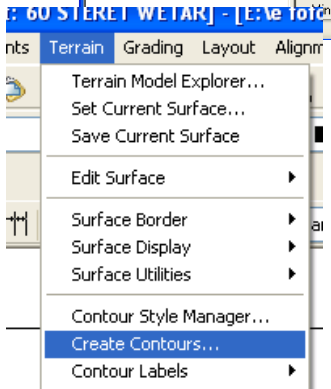 60 STERET WETAR] - [E:\e
nts Terrain Grading Layout Alignm
Terrain Model Explorer...
Set Current Surface...
Save Current Surface
Edit Surface
Surface Border
Surface Display
Surface Utilities
Contour Style Manager...
Create Contours...
Contour Labels